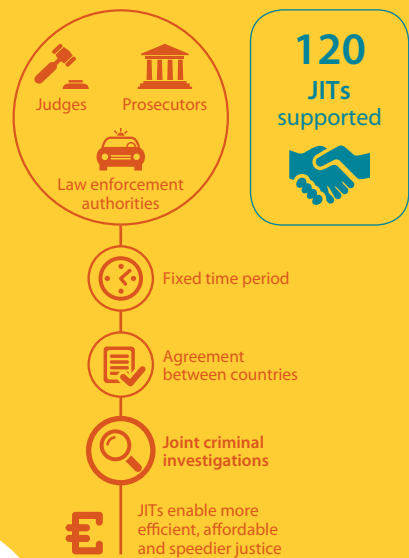 Judges
Prosecutors
Law enforcement
authorities
120
JITs
supported
Fixed time period
Agreement
between countries
Joint criminal
investigations
JITs enable more
efficient, affordable
and speedier justice